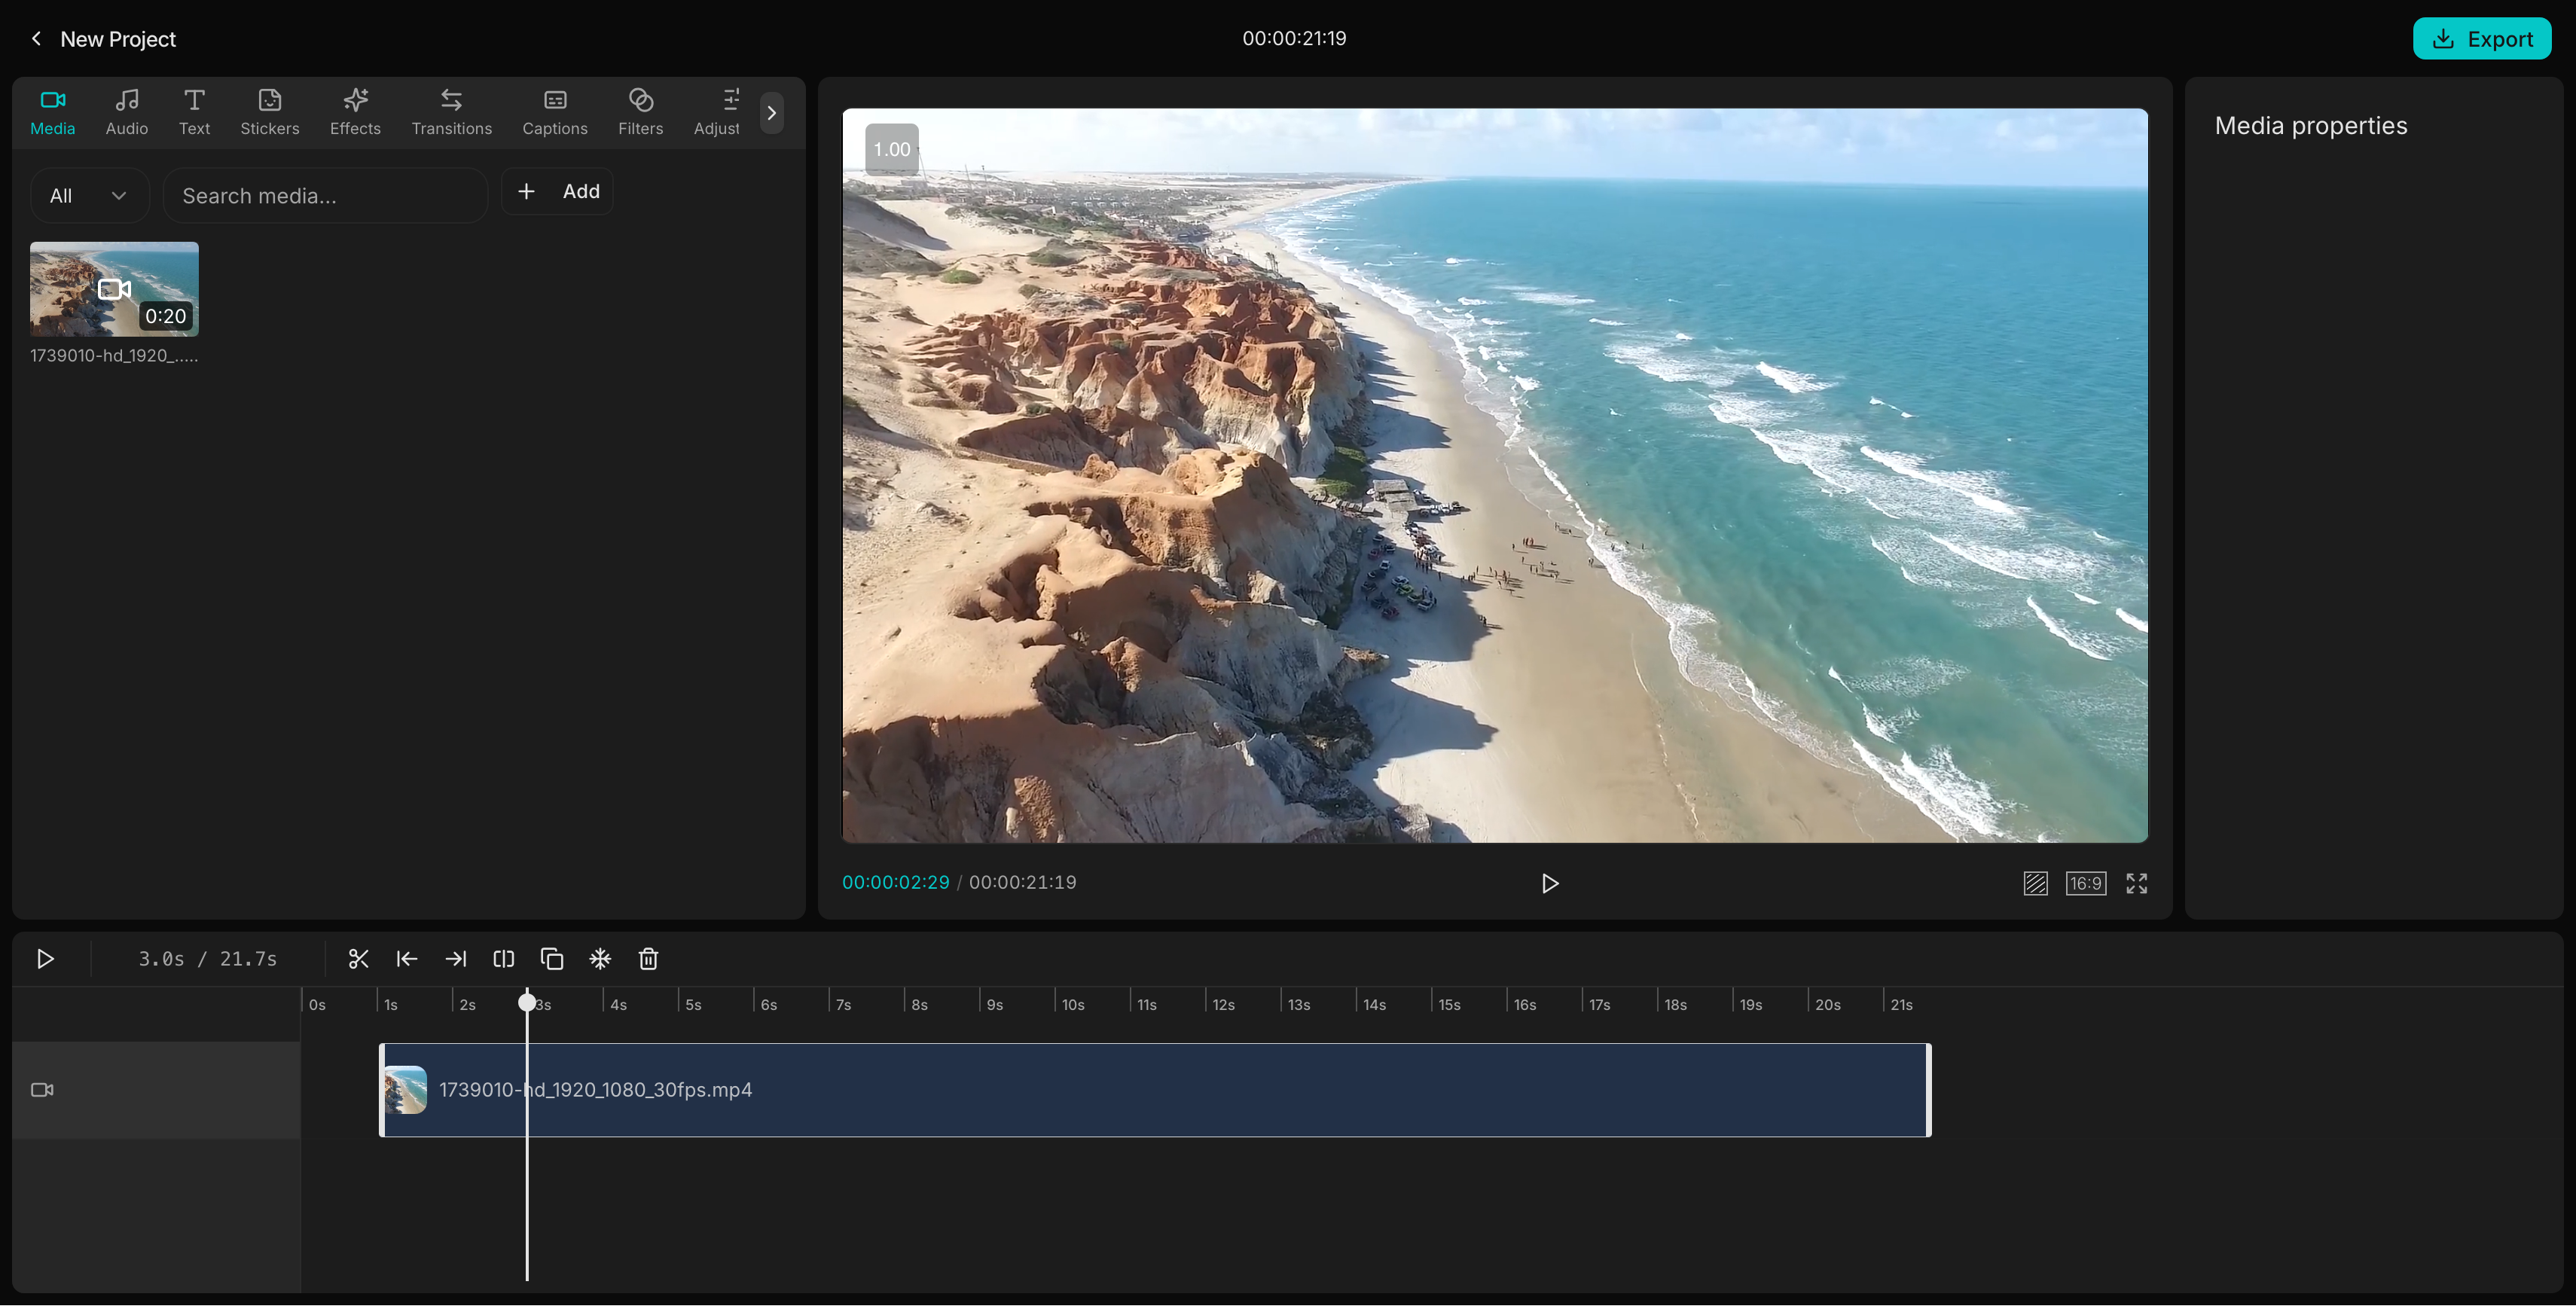 New Project
00:00:21:19
Export
Media
Audio
Text
Stickers
Effects
Transitions
Captions
Filters
Adjust
All
Search media...
Add
0:20
1739010-hd_1920_.....
1.00
Media properties
00:00:02:29 / 00:00:21:19
16:9
3.0s / 21.7s
0s 1s 2s 3s 4s 5s 6s 7s 8s 9s 10s 11s 12s 13s 14s 15s 16s 17s 18s 19s 20s 21s
1739010-hd_1920_1080_30fps.mp4